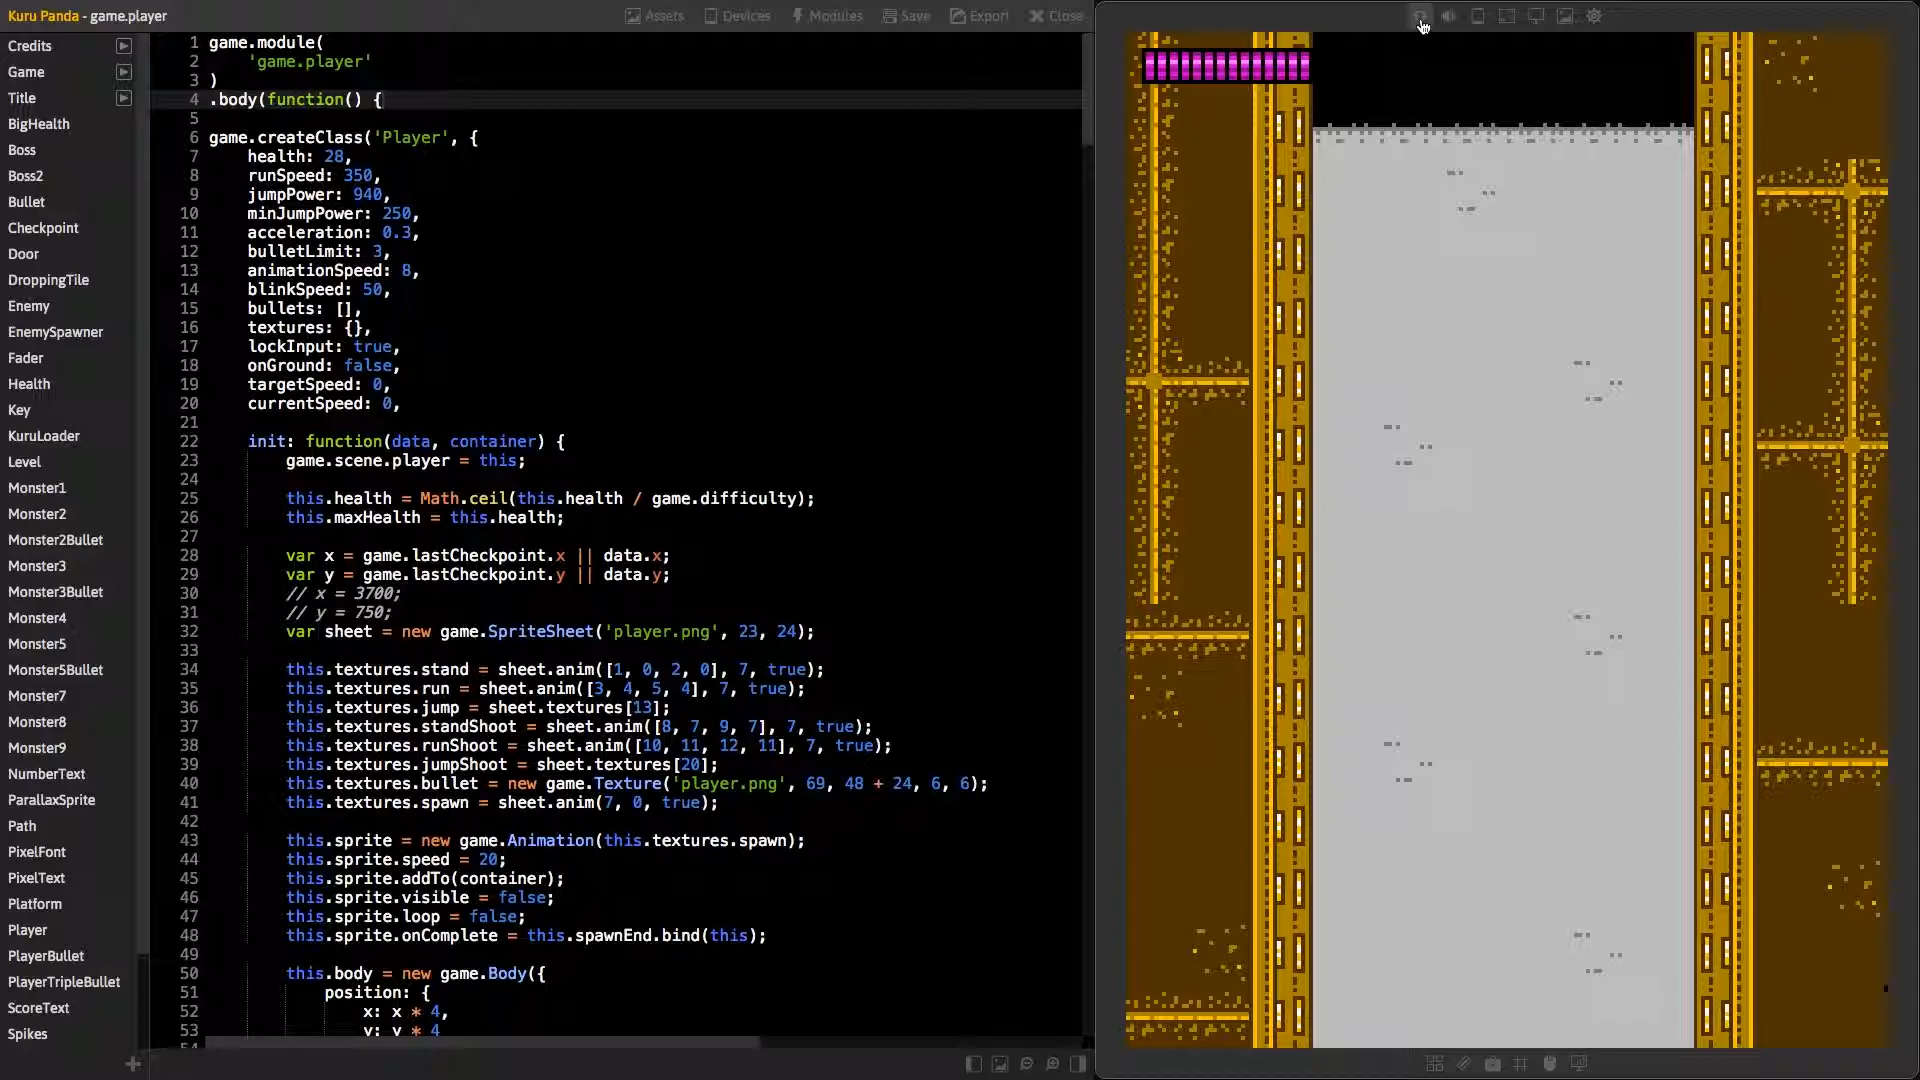 Kuru Panda - game.player
Assets
Devices
Modules
Save
Export
Close
Credits
Game
Title
BigHealth
Boss
Boss2
Bullet
Checkpoint
Door
DroppingTile
Enemy
EnemySpawner
Fader
Health
Key
KuruLoader
Level
Monster1
Monster2
Monster2Bullet
Monster3
Monster3Bullet
Monster4
Monster5
Monster5Bullet
Monster7
Monster8
Monster9
NumberText
ParallaxSprite
Path
PixelFont
PixelText
Platform
Player
PlayerBullet
PlayerTripleBullet
ScoreText
Spikes
1 game.module(
2 'game.player'
3 )
4 .body(function() {
5
6 game.createClass('Player', {
7 health: 28,
8 runSpeed: 350,
9 jumpPower: 940,
10 minJumpPower: 250,
11 acceleration: 0.3,
12 bulletLimit: 3,
13 animationSpeed: 8,
14 blinkSpeed: 50,
15 bullets: [],
16 textures: {},
17 lockInput: true,
18 onGround: false,
19 targetSpeed: 0,
20 currentSpeed: 0,
21
22 init: function(data, container) {
23 game.scene.player = this;
24
25 this.health = Math.ceil(this.health / game.difficulty);
26 this.maxHealth = this.health;
27
28 var x = game.lastCheckpoint.x || data.x;
29 var y = game.lastCheckpoint.y || data.y;
30 // x = 3700;
31 // y = 750;
32 var sheet = new game.SpriteSheet('player.png', 23, 24);
33
34 this.textures.stand = sheet.anim([1, 0, 2, 0], 7, true);
35 this.textures.run = sheet.anim([3, 4, 5, 4], 7, true);
36 this.textures.jump = sheet.textures[13];
37 this.textures.standShoot = sheet.anim([8, 7, 9, 7], 7, true);
38 this.textures.runShoot = sheet.anim([10, 11, 12, 11], 7, true);
39 this.textures.jumpShoot = sheet.textures[20];
40 this.textures.bullet = new game.Texture('player.png', 69, 48 + 24, 6, 6);
41 this.textures.spawn = sheet.anim(7, 0, true);
42
43 this.sprite = new game.Animation(this.textures.spawn);
44 this.sprite.speed = 20;
45 this.sprite.addTo(container);
46 this.sprite.visible = false;
47 this.sprite.loop = false;
48 this.sprite.onComplete = this.spawnEnd.bind(this);
49
50 this.body = new game.Body({
51 position: {
52 x: x * 4,
53 y: y * 4
54